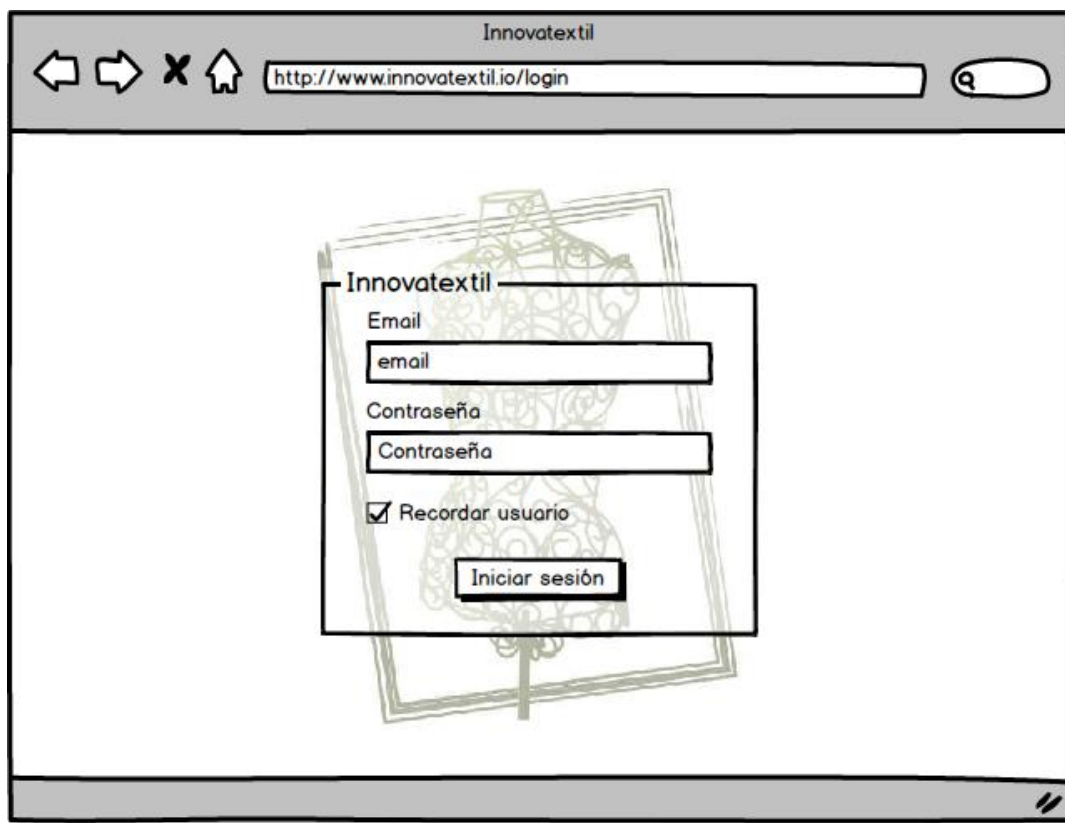 Innovatextil
http://www.innovatextil.io/login
Innovatextil
Email
email
Contraseña
Contraseña
Recordar usuario
Iniciar sesión